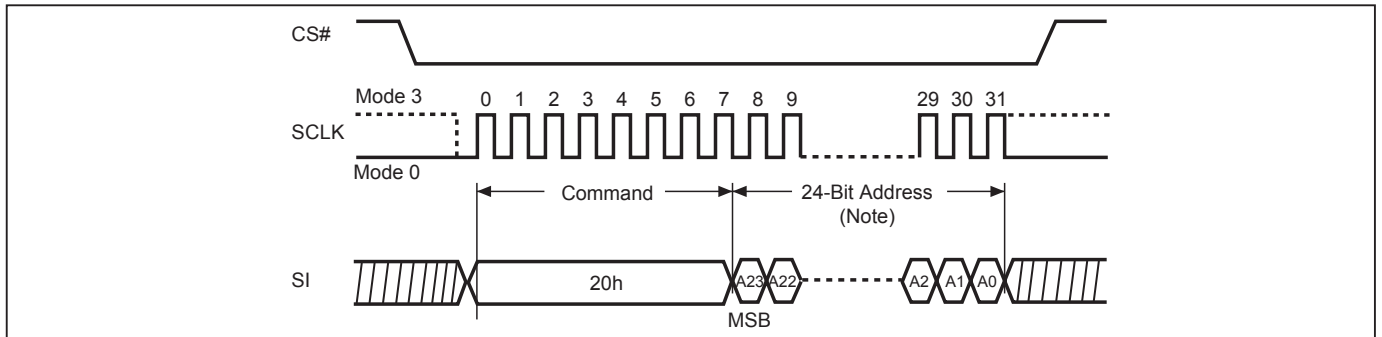 CS#
Mode 3
0 1 2 3 4 5 6 7 8 9 29 30 31
SCLK
Mode 0
Command
24-Bit Address
(Note)
SI
20h
A23 A22
A2 A1 A0
MSB